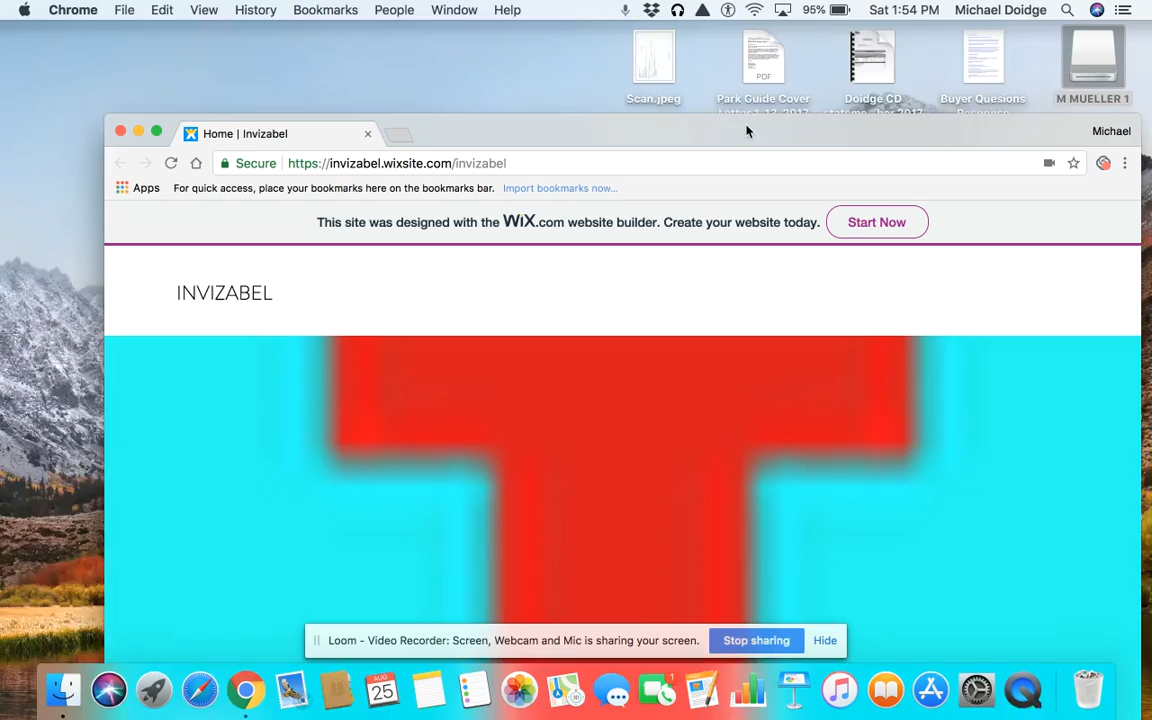 Chrome File Edit View History Bookmarks People Window Help 95% Sat 1:54 PM Michael Doidge
PDF
Scan.jpeg Park Guide Cover Doidge CD Buyer Quesions M MUELLER 1
Home | Invizabel Michael
Secure https://invizabel.wixsite.com/invizabel
Apps For quick access, place your bookmarks here on the bookmarks bar. Import bookmarks now...
This site was designed with the WiX.com website builder. Create your website today. Start Now
INVIZABEL
Loom - Video Recorder: Screen, Webcam and Mic is sharing your screen. Stop sharing Hide
AUG
25
1